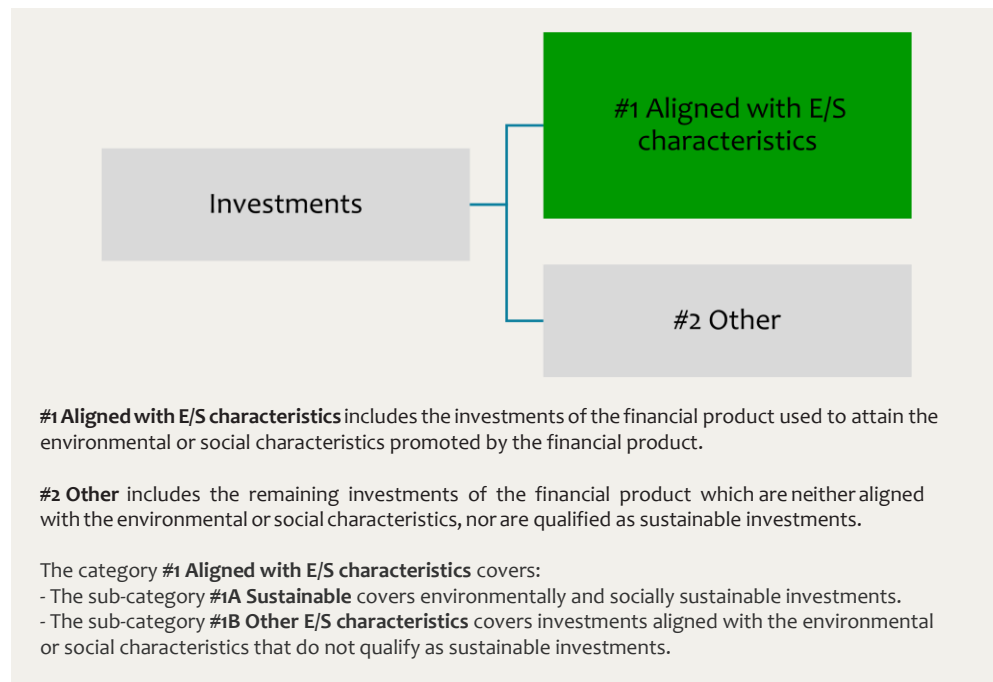 #1 Aligned with E/S
characteristics
Investments
#2 Other
#1 Aligned with E/S characteristics includes the investments of the financial product used to attain the
environmental or social characteristics promoted by the financial product.
#2 Other includes the remaining investments of the financial product which are neither aligned
with the environmental or social characteristics, nor are qualified as sustainable investments.
The category #1 Aligned with E/S characteristics covers:
- The sub-category #1A Sustainable covers environmentally and socially sustainable investments.
- The sub-category #1B Other E/S characteristics covers investments aligned with the environmental
or social characteristics that do not qualify as sustainable investments.